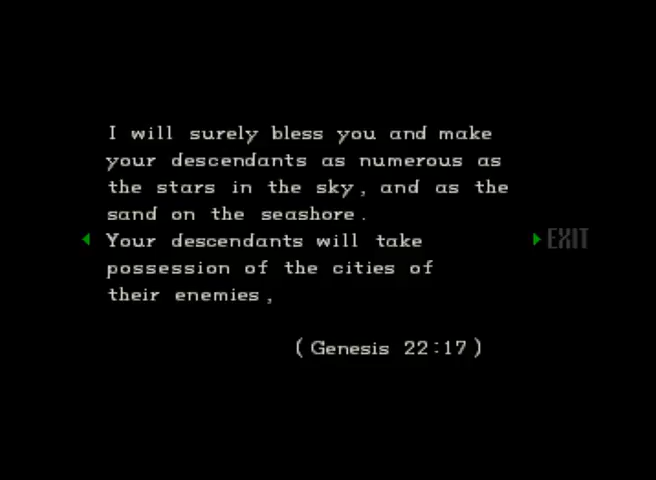 I will surely bless you and make
your descendants as numerous as
the stars in the sky, and as the
sand on the seashore.
Your descendants will take
possession of the cities of
their enemies,
EXIT
(Genesis 22:17)